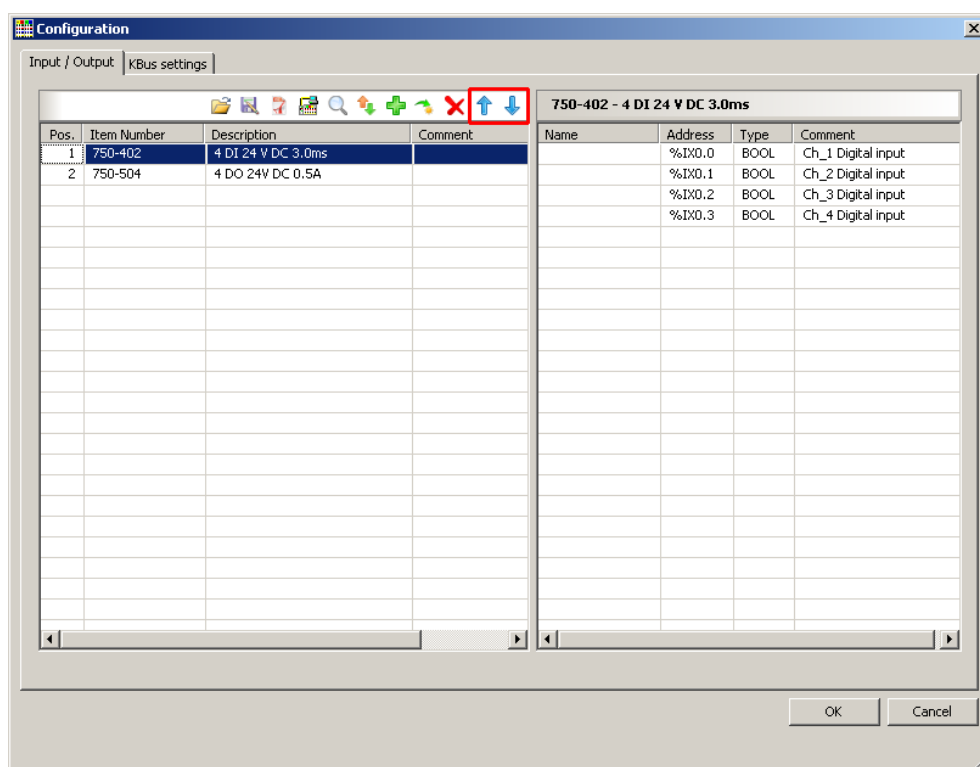 Configuration
Input / Output KBus settings
750-402 - 4 DI 24 V DC 3.0ms
Pos. Item Number Description Comment Name Address Type Comment
1 750-402 4 DI 24 V DC 3.0ms %IX0.0 BOOL Ch_1 Digital input
2 750-504 4 DO 24V DC 0.5A %IX0.1 BOOL Ch_2 Digital input
%IX0.2 BOOL Ch_3 Digital input
%IX0.3 BOOL Ch_4 Digital input
OK Cancel